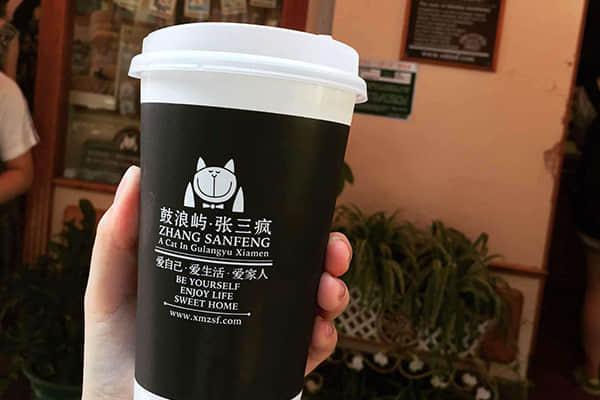 鼓浪屿·张三疯
ZHANG SANFENG
A Cat In Gulangyu Xiamen
爱自己·爱生活·爱家人
BE YOURSELF
ENJOY LIFE
SWEET HOME
www.xmzsf.com